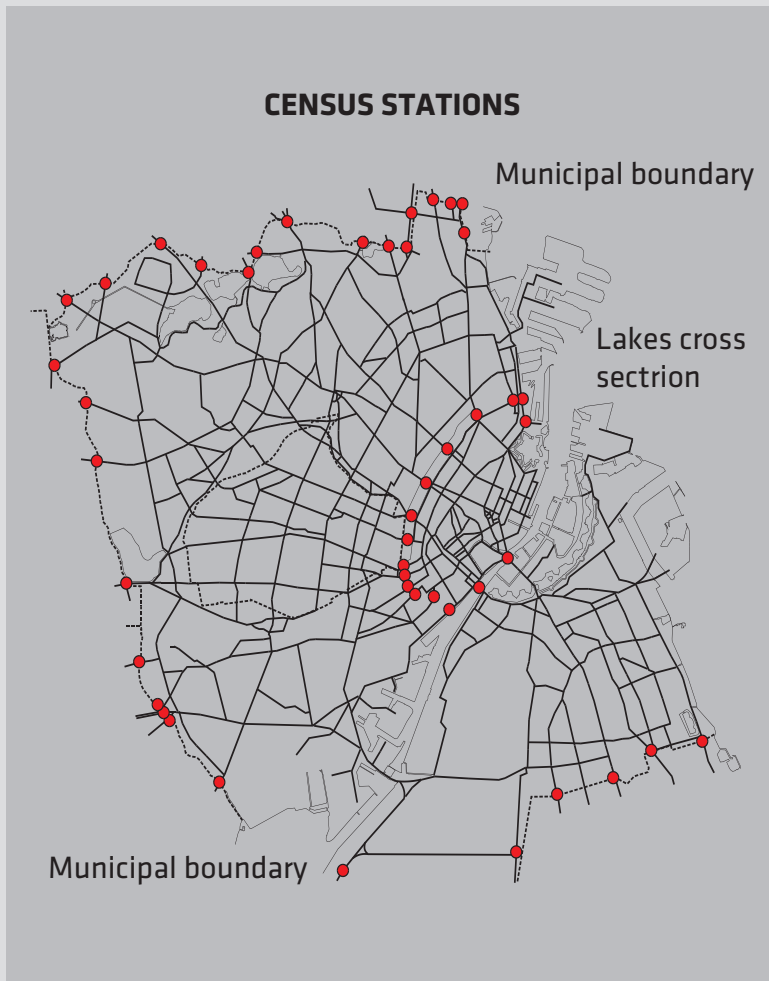 CENSUS STATIONS
Municipal boundary
Lakes cross
sectrion
Municipal boundary